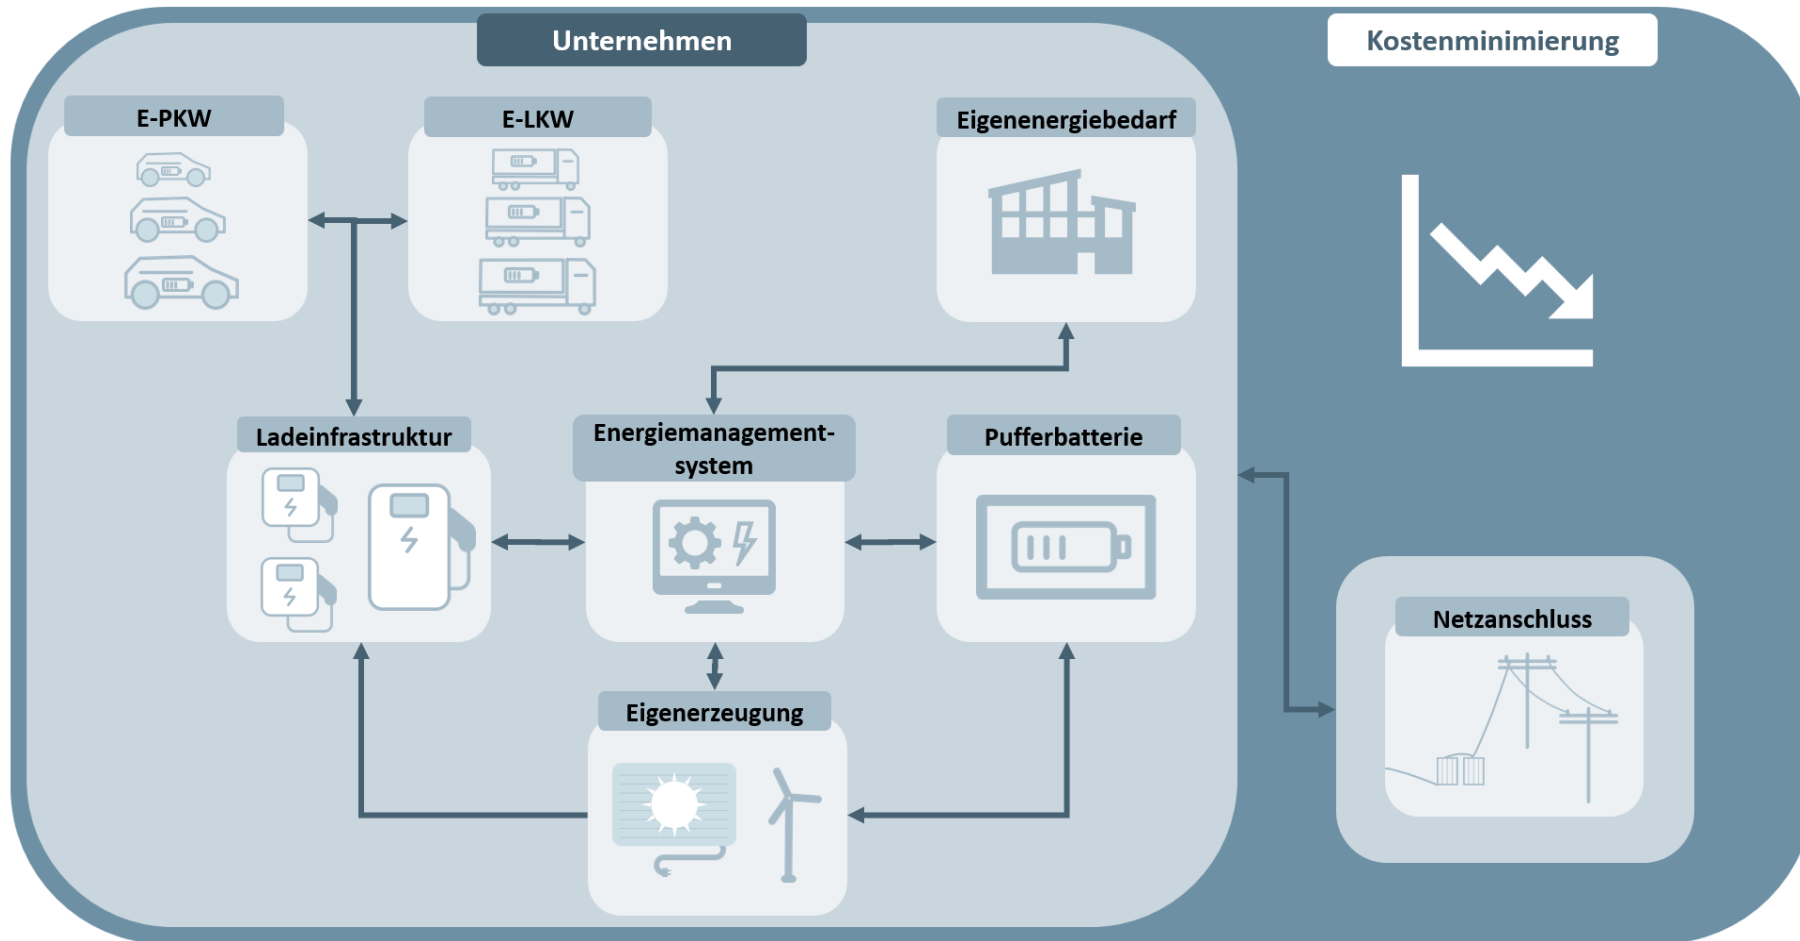 Unternehmen
Kostenminimierung
E-PKW
E-LKW
Eigenenergiebedarf
Ladeinfrastruktur
Energiemanagement-
system
Pufferbatterie
Netzanschluss
Eigenerzeugung